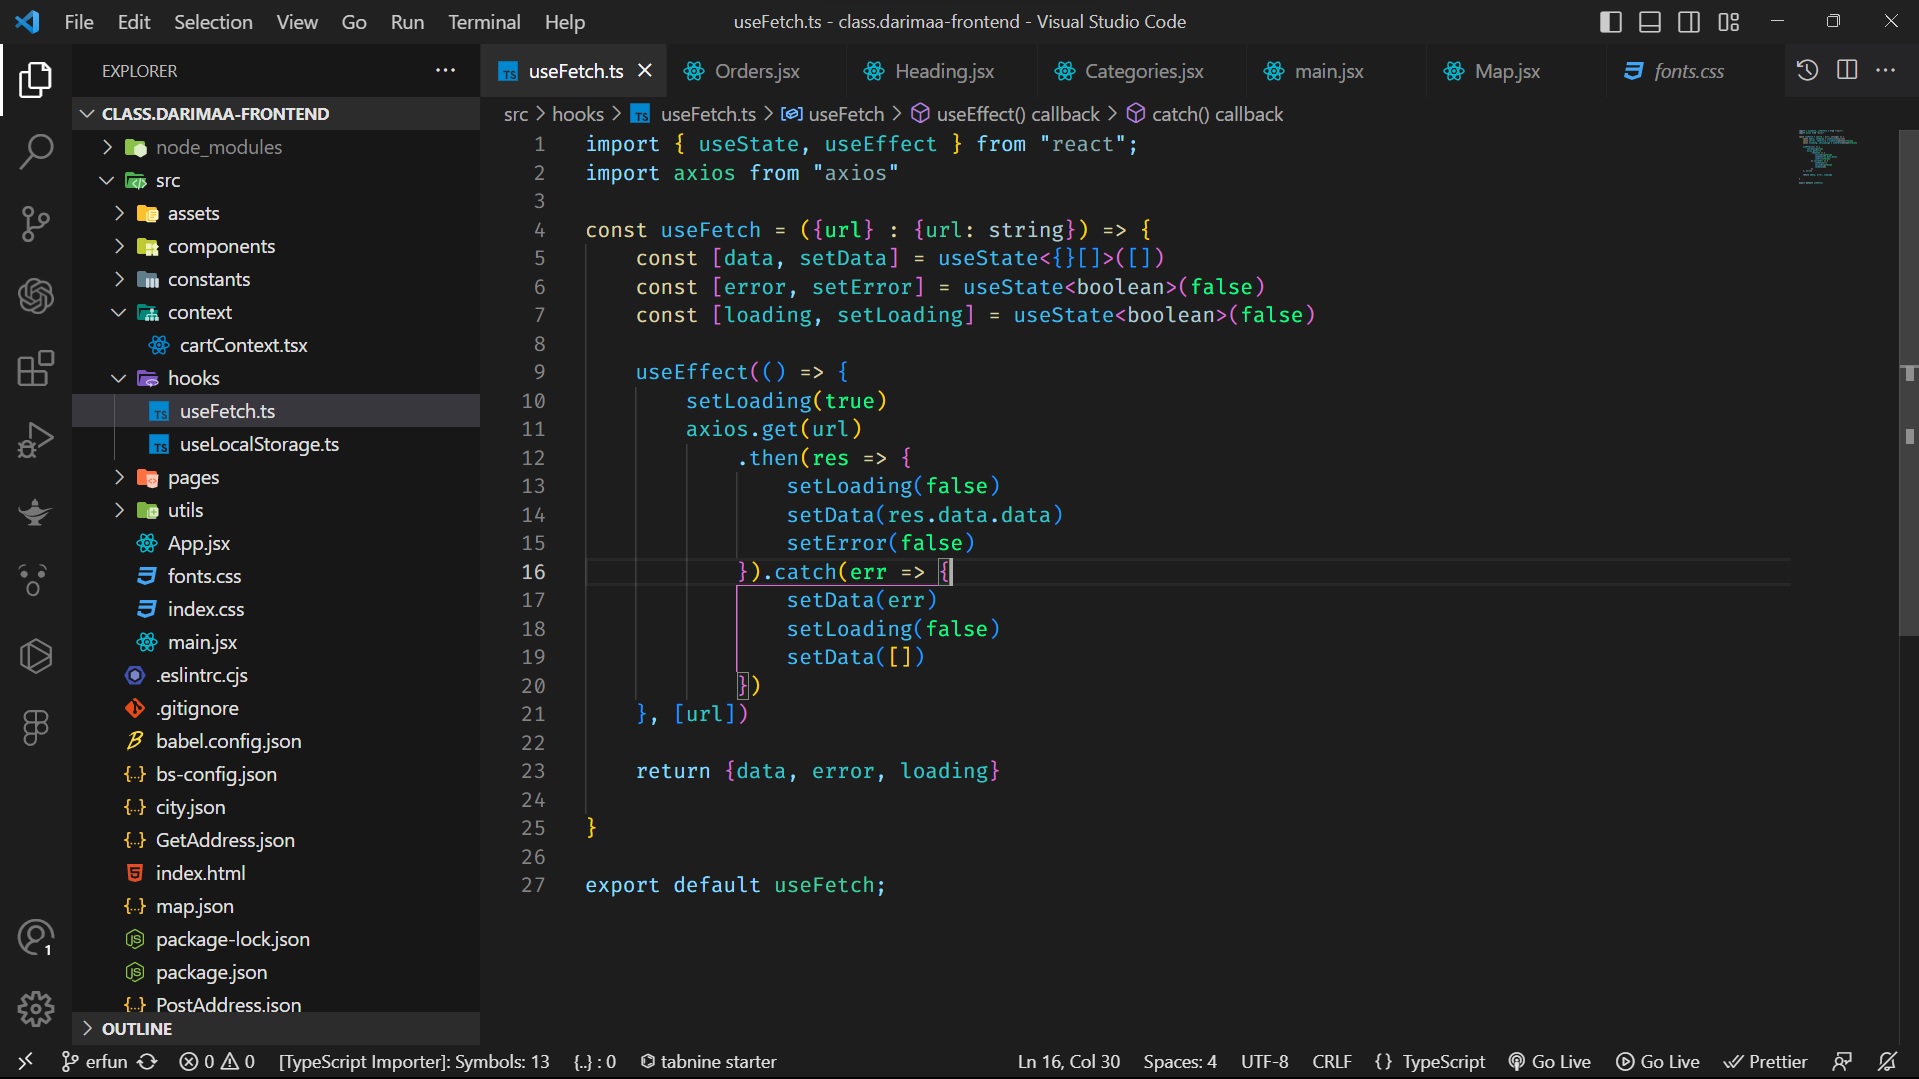 File Edit Selection View Go Run Terminal Help
useFetch.ts - class.darimaa-frontend - Visual Studio Code
EXPLORER
CLASS.DARIMAA-FRONTEND
node_modules
src
assets
components
constants
context
cartContext.tsx
hooks
TS useFetch.ts
TS useLocalStorage.ts
pages
utils
App.jsx
fonts.css
index.css
main.jsx
.eslintrc.cjs
.gitignore
babel.config.json
{..} bs-config.json
{..} city.json
{..} GetAddress.json
index.html
{..} map.json
package-lock.json
package.json
{..} PostAddress.json
OUTLINE
1
TS useFetch.ts Orders.jsx Heading.jsx Categories.jsx main.jsx Map.jsx fonts.css
src > hooks > TS useFetch.ts > useFetch > useEffect() callback > catch() callback
1 import { useState, useEffect } from "react";
2 import axios from "axios"
3
4 const useFetch = ({url} : {url: string}) => {
5 const [data, setData] = useState<{}[]>([])
6 const [error, setError] = useState<boolean>(false)
7 const [loading, setLoading] = useState<boolean>(false)
8
9 useEffect(() => {
10 setLoading(true)
11 axios.get(url)
12 .then(res => {
13 setLoading(false)
14 setData(res.data.data)
15 setError(false)
16 }).catch(err => {
17 setData(err)
18 setLoading(false)
19 setData([])
20 })
21 }, [url])
22
23 return {data, error, loading}
24
25 }
26
27 export default useFetch;
erfun 0 0 [TypeScript Importer]: Symbols: 13 {..} : 0 tabnine starter Ln 16, Col 30 Spaces: 4 UTF-8 CRLF {} TypeScript Go Live Go Live Prettier